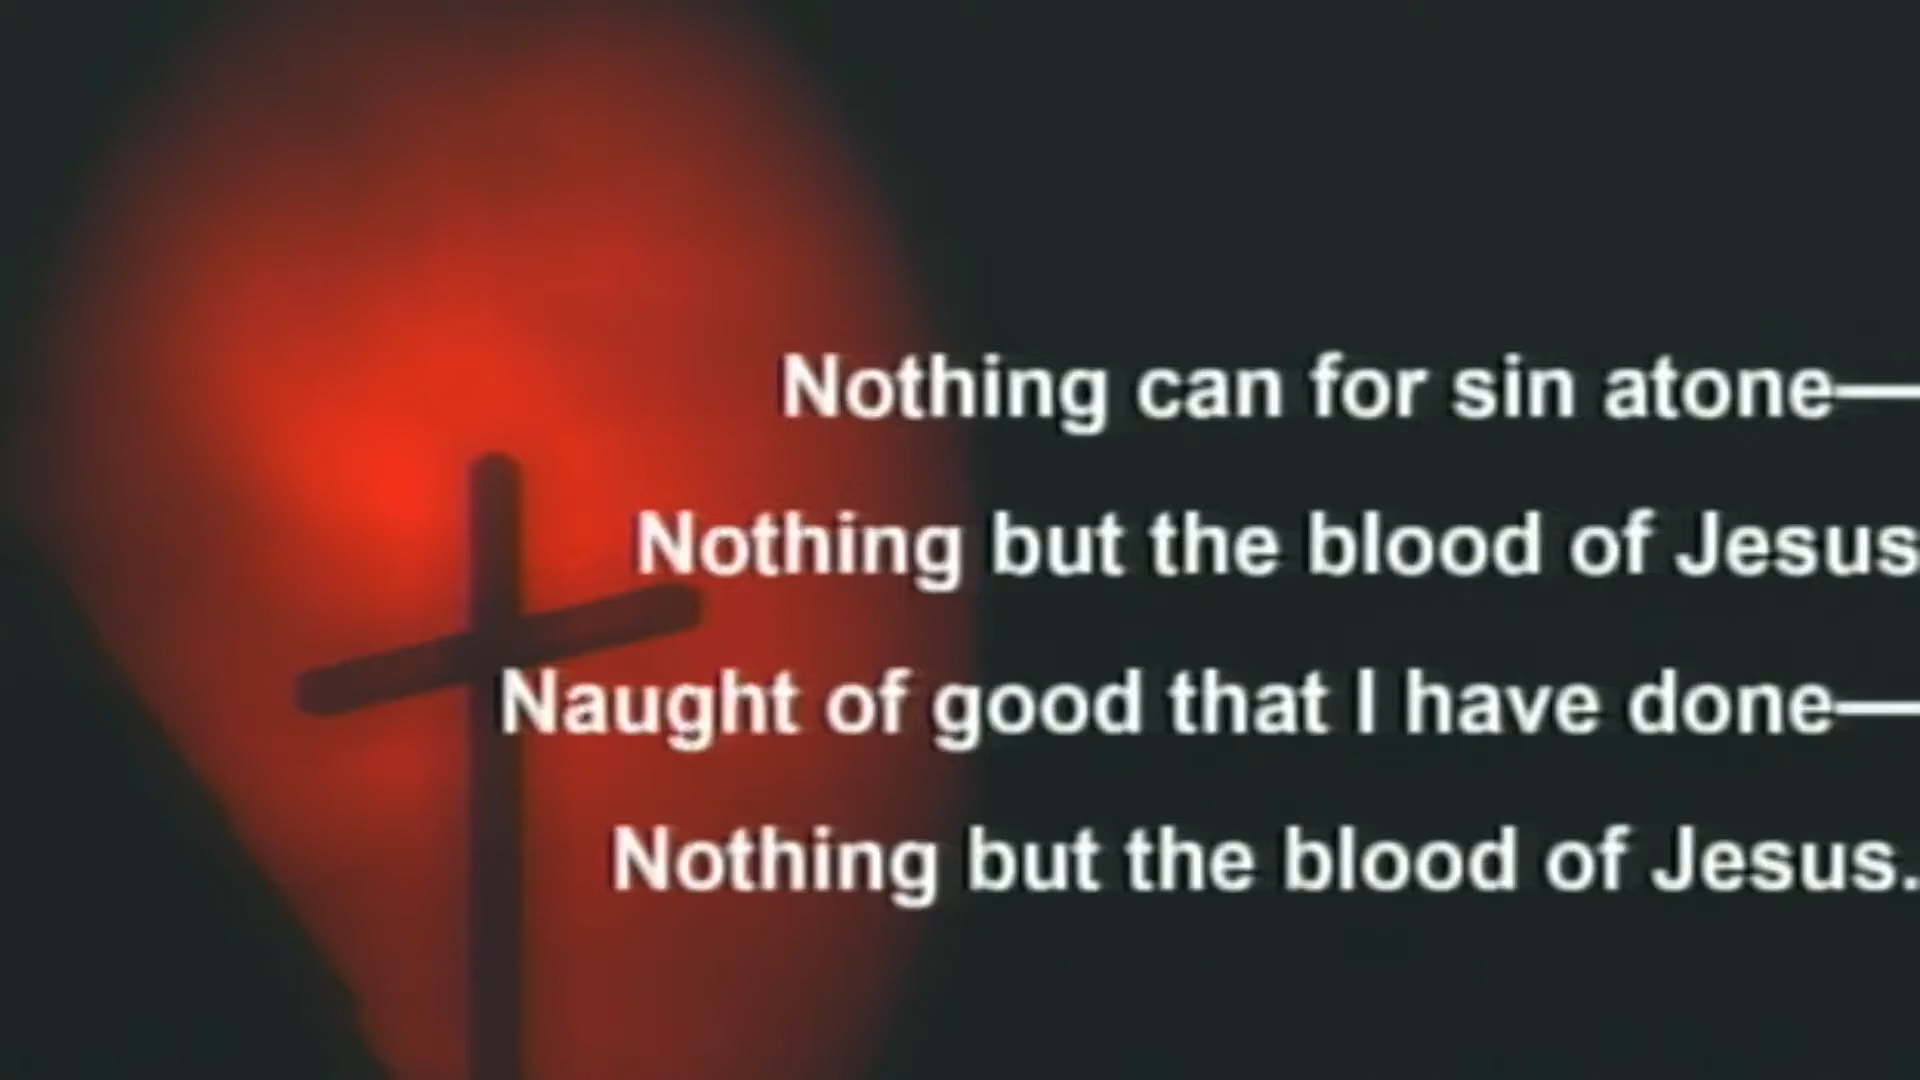 Nothing can for sin atone—
Nothing but the blood of Jesus
Naught of good that I have done—
Nothing but the blood of Jesus.